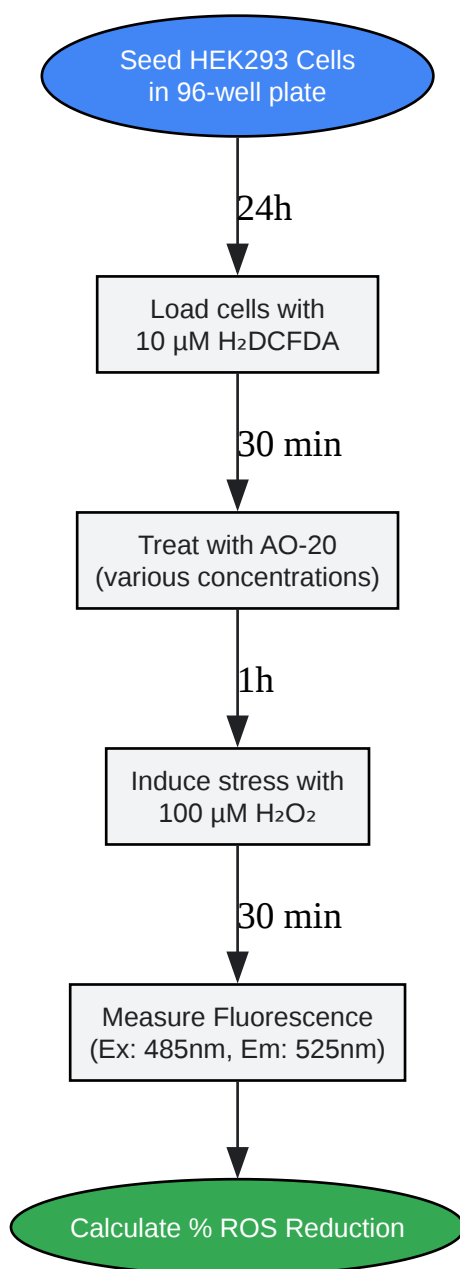 Seed HEK293 Cells
in 96-well plate
24h
Load cells with
10 µM H₂DCFDA
30 min
Treat with AO-20
(various concentrations)
1h
Induce stress with
100 µM H₂O₂
30 min
Measure Fluorescence
(Ex: 485nm, Em: 525nm)
Calculate % ROS Reduction